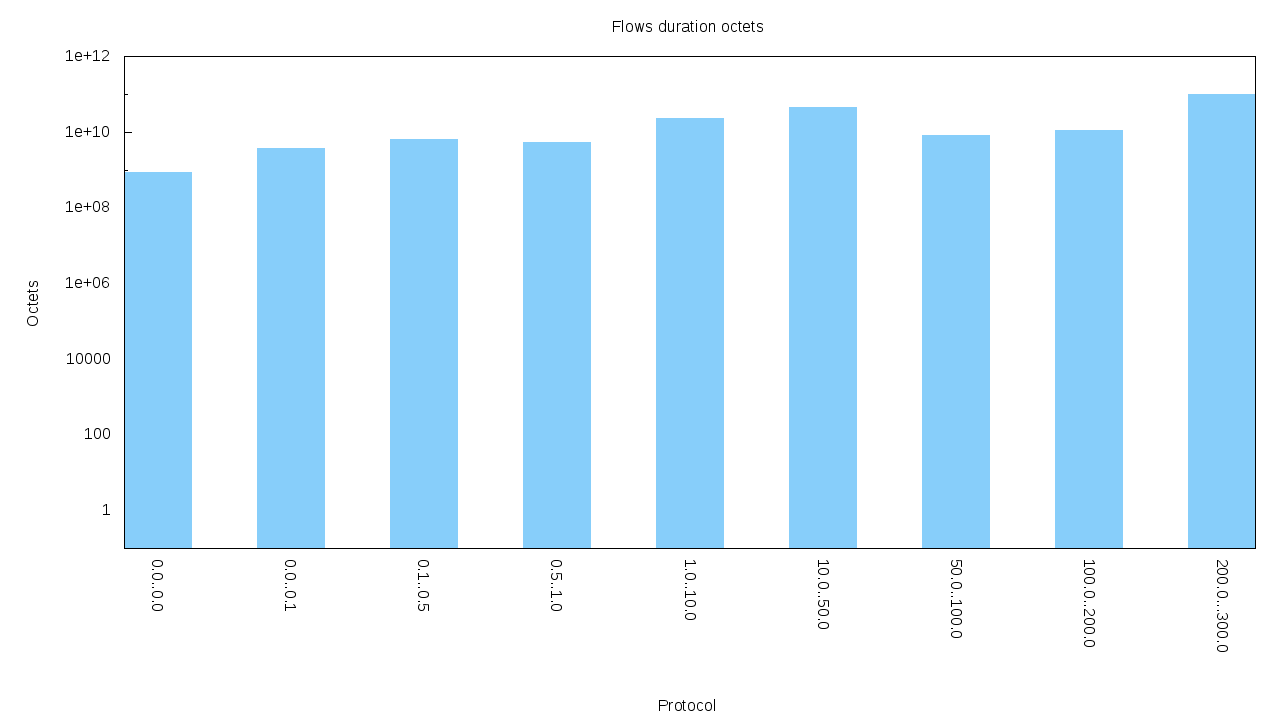 Flows duration octets
1e+12
1e+10
1e+08
1e+06
10000
100
1
Octets
0.0...0.0
0.0...0.1
0.1...0.5
0.5...1.0
1.0...10.0
10.0...50.0
50.0...100.0
100.0...200.0
200.0...300.0
Protocol